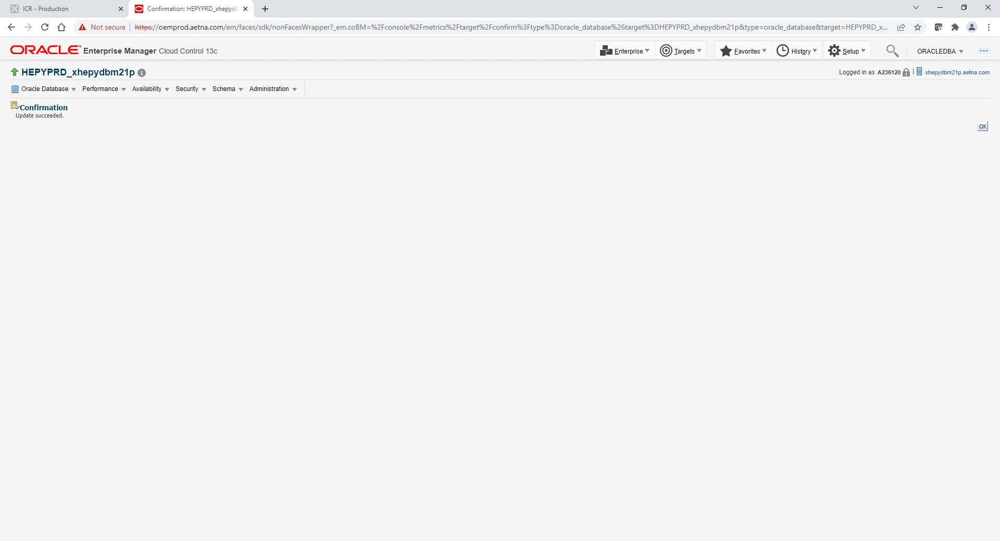 ICR - Production
Confirmation: HEPYPRD_xhepydb
Not secure
https://oemprod.aetna.com/em/faces/sdk/nonFacesWrapper?_em.coBM=%2Fconsole%2Fmetrics%2Ftarget%2Fconfirm%3Ftype%3Doracle_database%26target%3DHEPYPRD_xhepydbm21p&type=oracle_database&target=HEPYPRD_x...
ORACLE Enterprise Manager Cloud Control 13c
Enterprise Targets Favorites History Setup ORACLEDBA
HEPYPRD_xhepydbm21p
Logged in as A236120 | xhepydbm21p.aetna.com
Oracle Database Performance Availability Security Schema Administration
Confirmation
Update succeeded.
OK